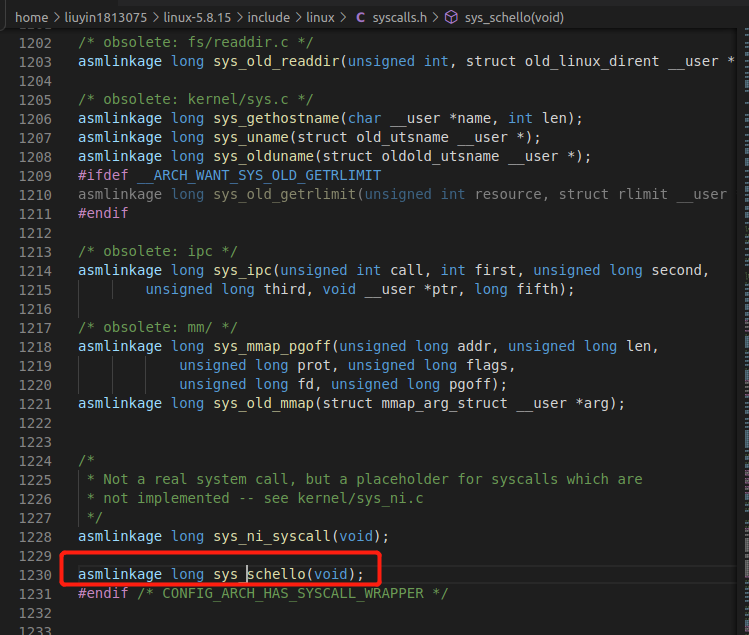 home > liuyin1813075 > linux-5.8.15 > include > linux > C syscalls.h > sys_schello(void)
1202 /* obsolete: fs/readdir.c */
1203 asmlinkage long sys_old_readdir(unsigned int, struct old_linux_dirent __user *
1204
1205 /* obsolete: kernel/sys.c */
1206 asmlinkage long sys_gethostname(char __user *name, int len);
1207 asmlinkage long sys_uname(struct old_utsname __user *);
1208 asmlinkage long sys_olduname(struct oldold_utsname __user *);
1209 #ifdef __ARCH_WANT_SYS_OLD_GETRLIMIT
1210 asmlinkage long sys_old_getrlimit(unsigned int resource, struct rlimit __user
1211 #endif
1212
1213 /* obsolete: ipc */
1214 asmlinkage long sys_ipc(unsigned int call, int first, unsigned long second,
1215 unsigned long third, void __user *ptr, long fifth);
1216
1217 /* obsolete: mm/ */
1218 asmlinkage long sys_mmap_pgoff(unsigned long addr, unsigned long len,
1219 unsigned long prot, unsigned long flags,
1220 unsigned long fd, unsigned long pgoff);
1221 asmlinkage long sys_old_mmap(struct mmap_arg_struct __user *arg);
1222
1223
1224 /*
1225 * Not a real system call, but a placeholder for syscalls which are
1226 * not implemented -- see kernel/sys_ni.c
1227 */
1228 asmlinkage long sys_ni_syscall(void);
1229
1230 asmlinkage long sys_schello(void);
1231 #endif /* CONFIG_ARCH_HAS_SYSCALL_WRAPPER */
1232
1233